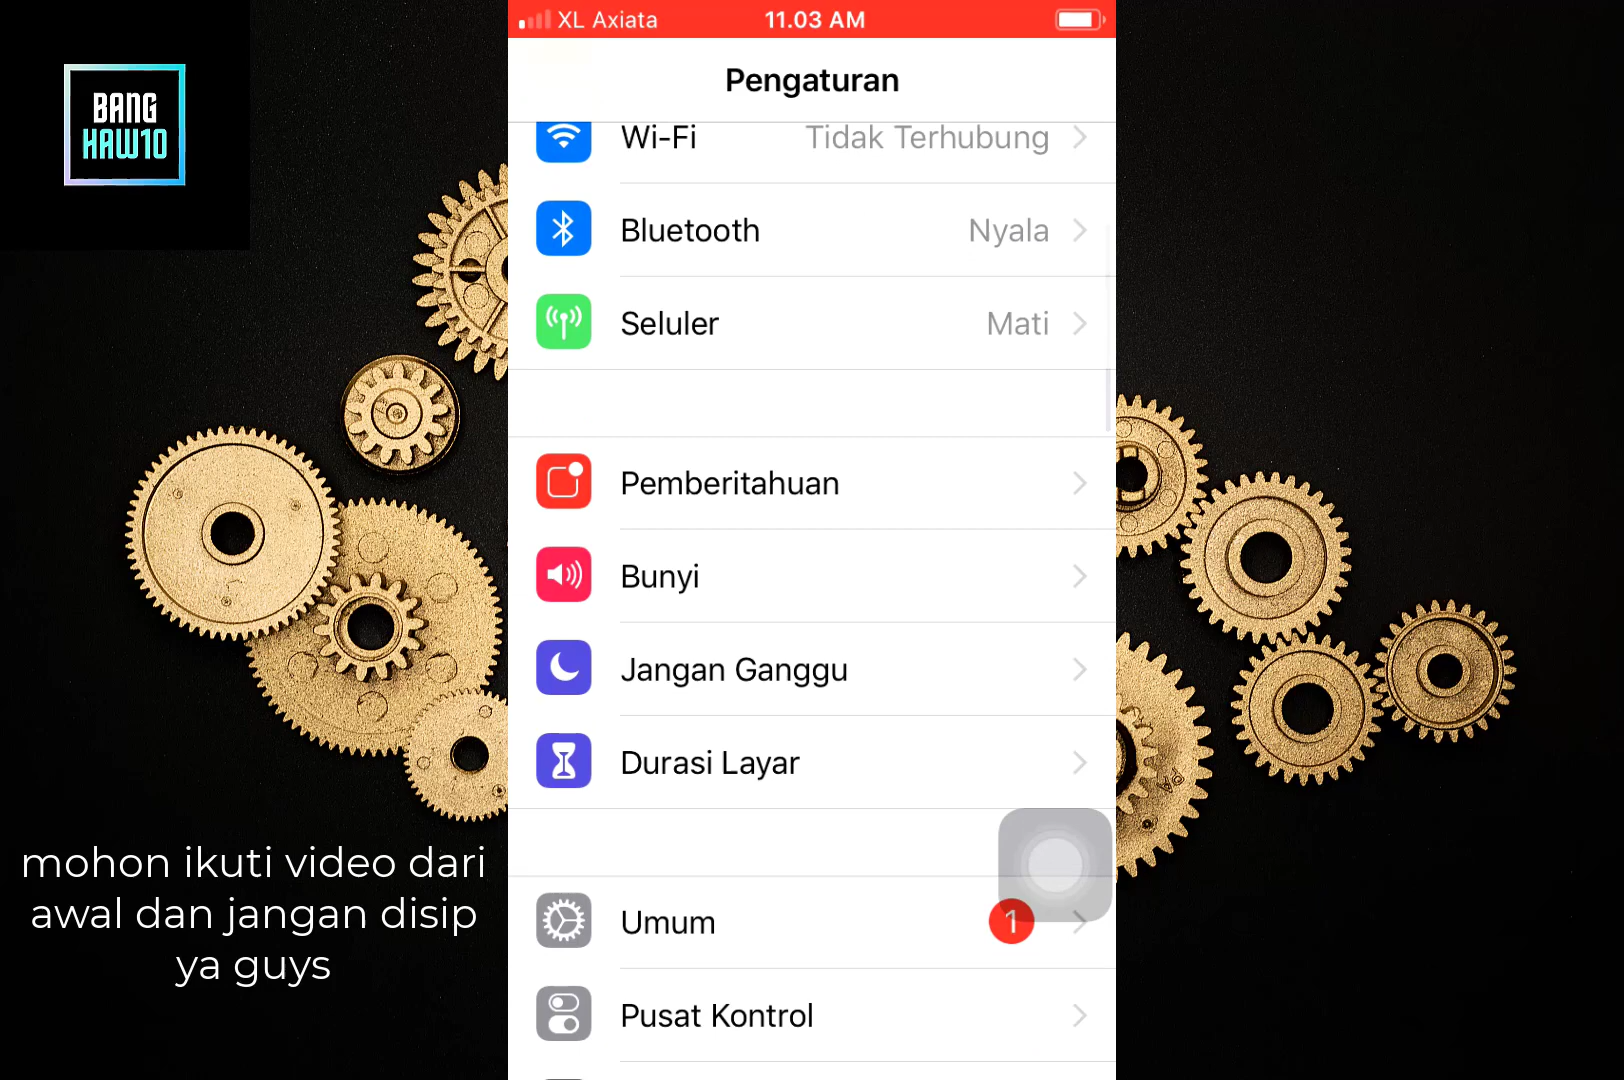 BANG
HAW10
XL Axiata 11.03 AM
Pengaturan
Wi-Fi Tidak Terhubung
Bluetooth Nyala
Seluler Mati
Pemberitahuan
Bunyi
Jangan Ganggu
Durasi Layar
Umum 1
Pusat Kontrol
mohon ikuti video dari
awal dan jangan disip
ya guys